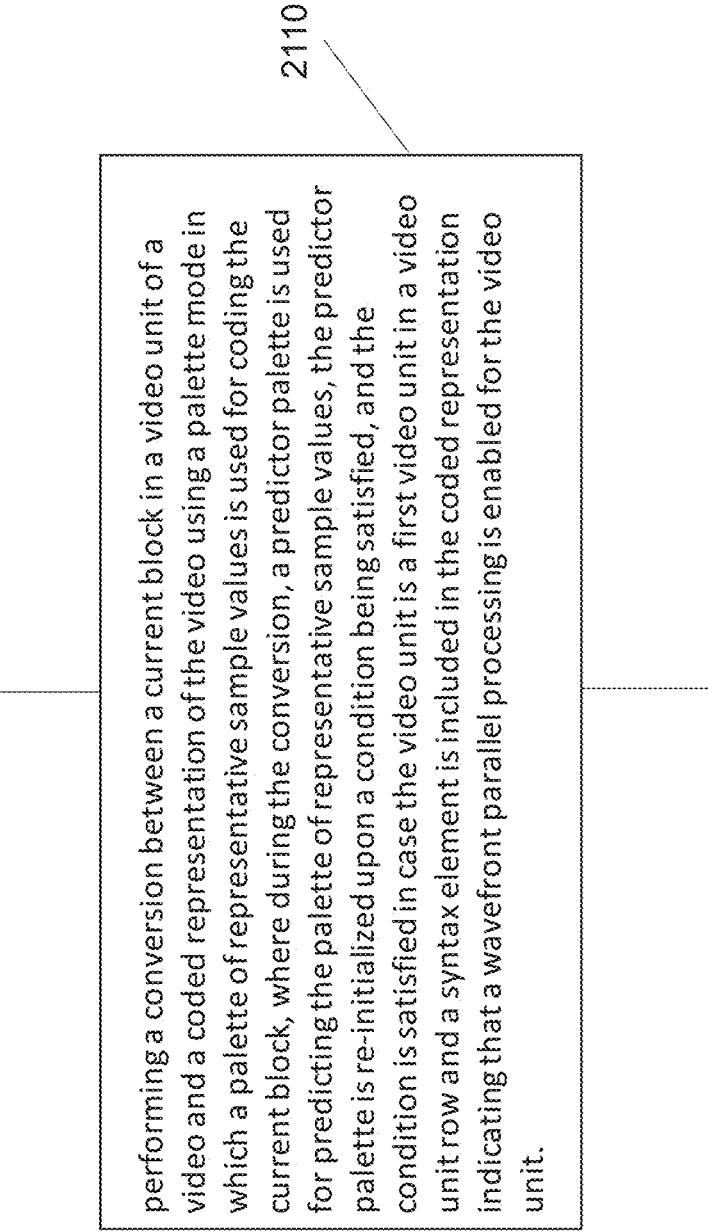 performing a conversion between a current block in a video unit of a
video and a coded representation of the video using a palette mode in
which a palette of representative sample values is used for coding the
current block, where during the conversion, a predictor palette is used
for predicting the palette of representative sample values, the predictor
palette is re-initialized upon a condition being satisfied, and the
condition is satisfied in case the video unit is a first video unit in a video
unit row and a syntax element is included in the coded representation
indicating that a wavefront parallel processing is enabled for the video
unit.
2110